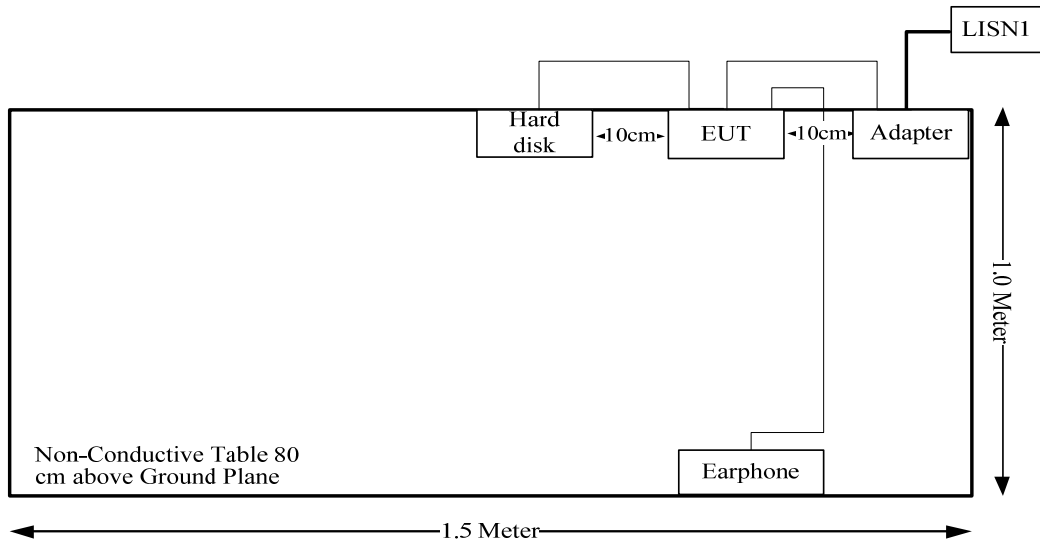 LISN1
Hard
disk
10cm
EUT
10cm
Adapter
1.0 Meter
Non-Conductive Table 80
cm above Ground Plane
Earphone
1.5 Meter